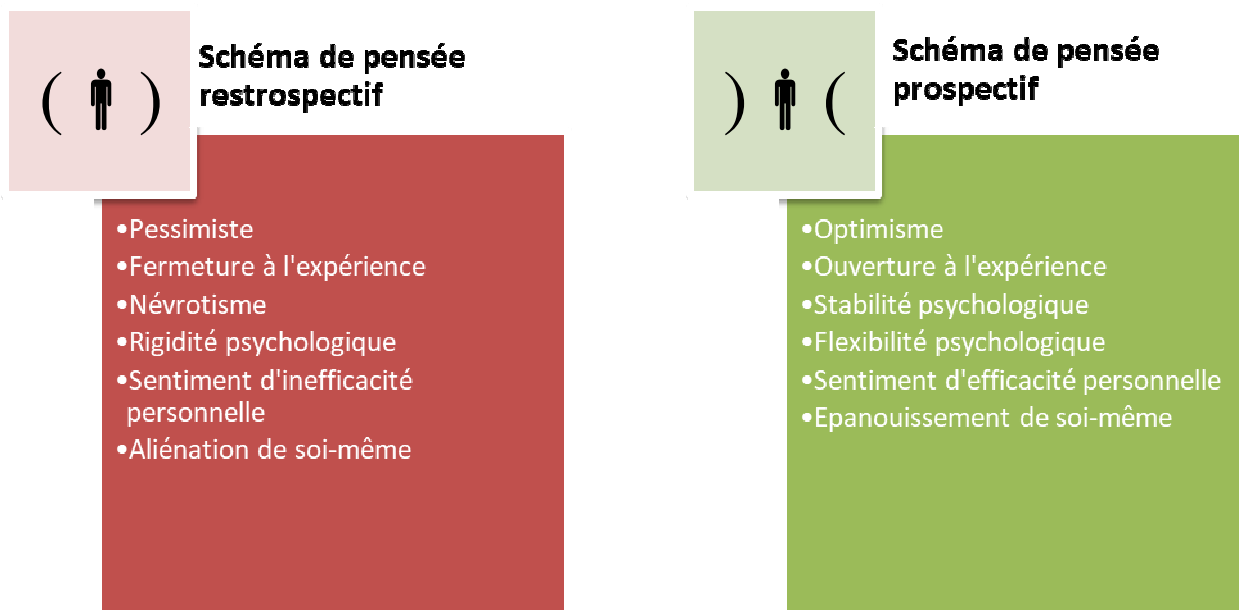 ( )
Schéma de pensée
restrospectif
•Pessimiste
•Fermeture à l'expérience
•Névrotisme
•Rigidité psychologique
•Sentiment d'inefficacité
personnelle
•Aliénation de soi-même
) (
Schéma de pensée
prospectif
•Optimisme
•Ouverture à l'expérience
•Stabilité psychologique
•Flexibilité psychologique
•Sentiment d'efficacité personnelle
•Epanouissement de soi-même